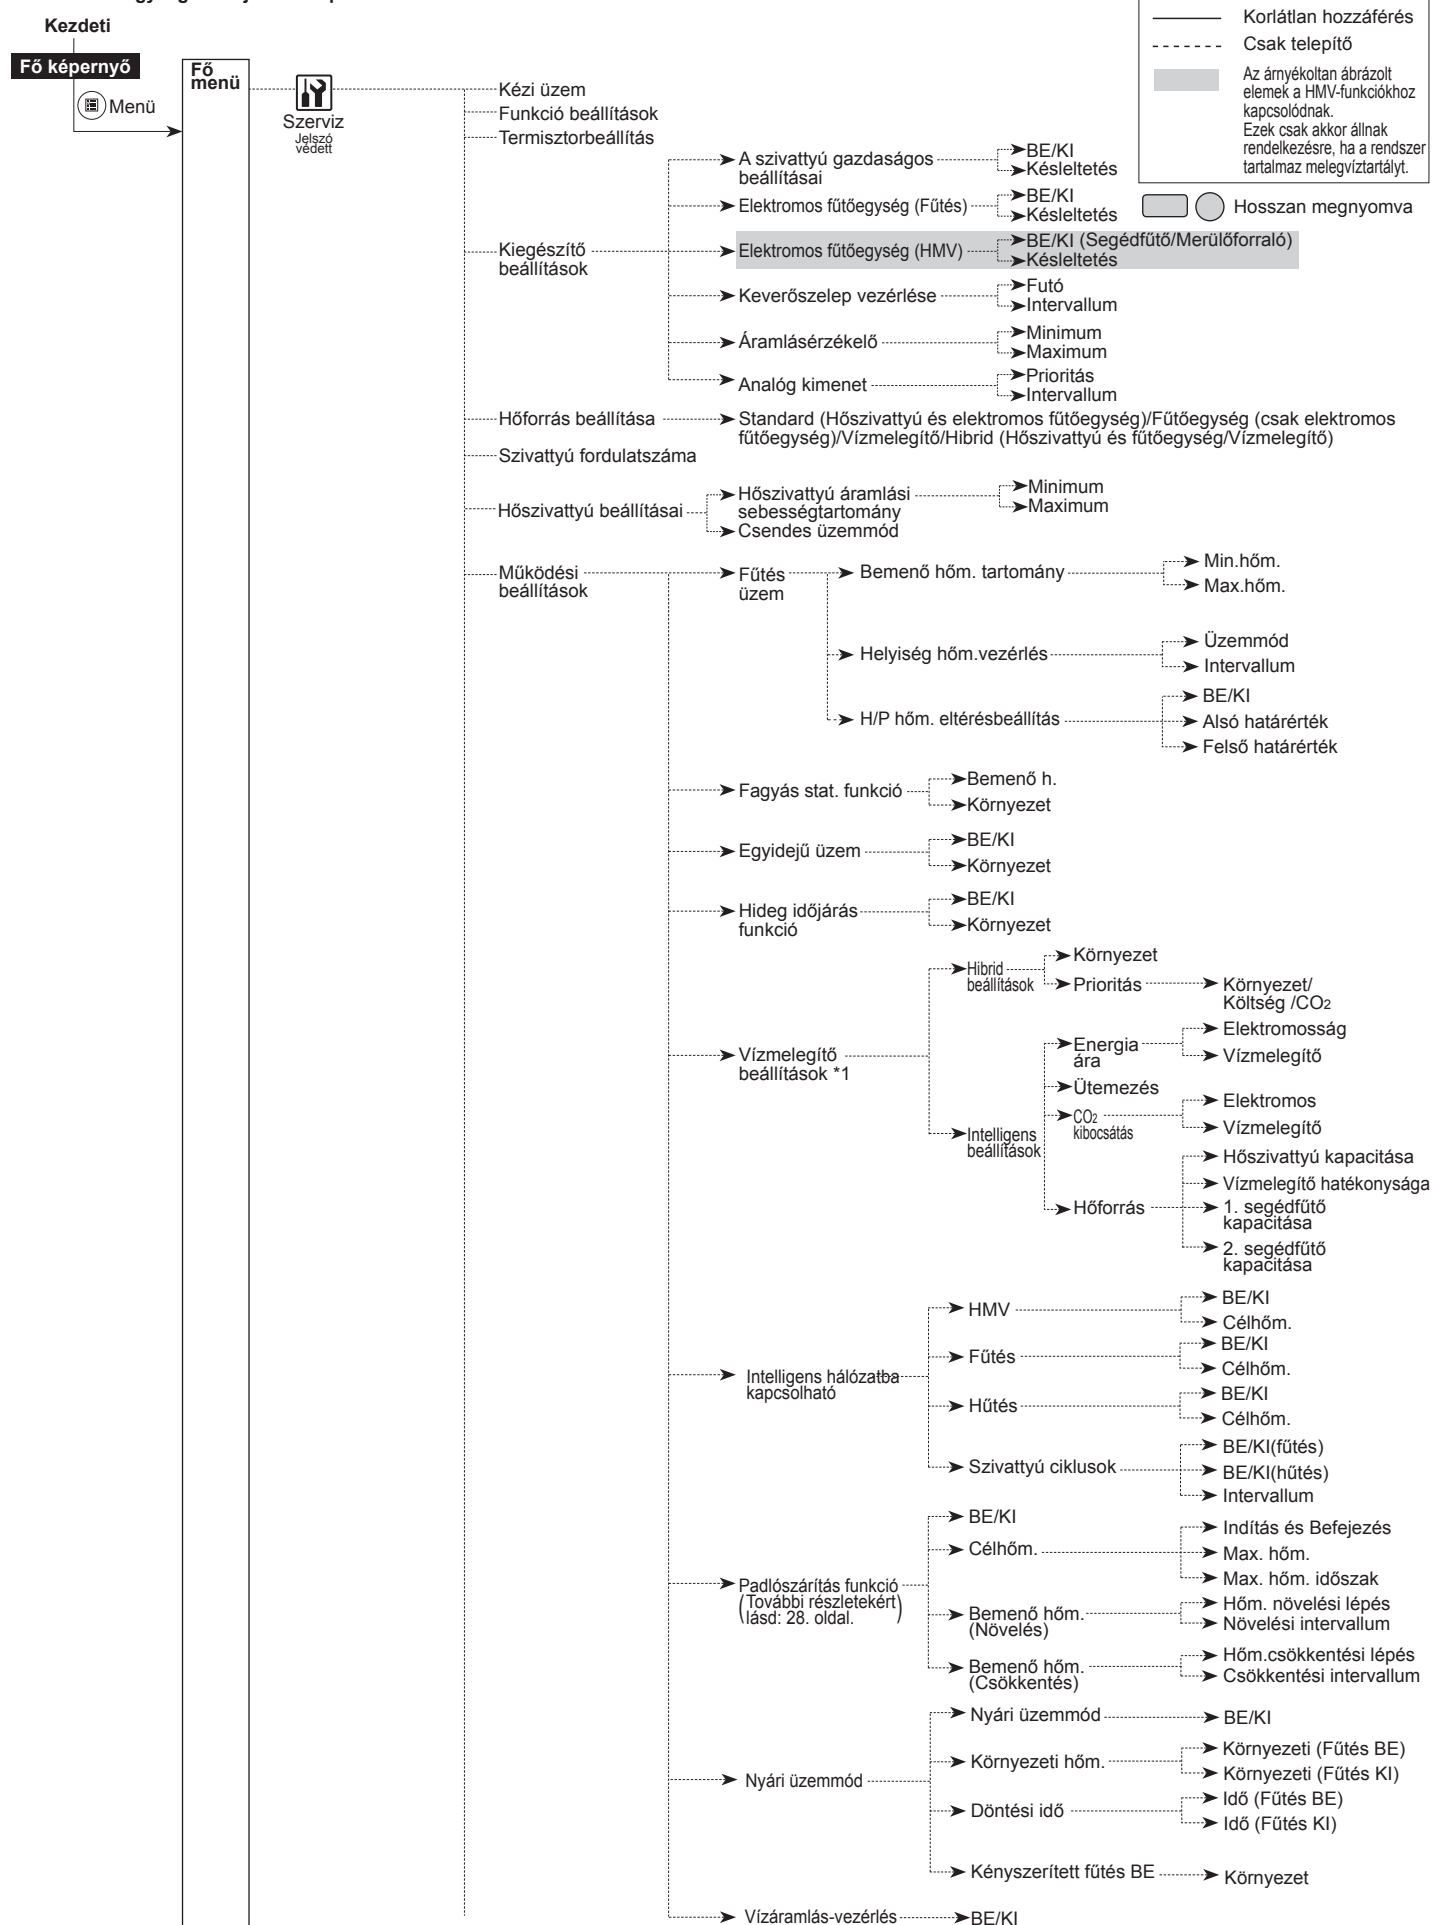 Kezdeti
Fő képernyő
Menü
Fő
menü
Szerviz
Jelszó
védett
Korlátlan hozzáférés
Csak telepítő
Az árnyékoltan ábrázolt
elemek a HMV-funkciókhoz
kapcsolódnak.
Ezek csak akkor állnak
rendelkezésre, ha a rendszer
tartalmaz melegvíztartályt.
Hosszan megnyomva
Kézi üzem
Funkció beállítások
Termisztorbeállítás
Kiegészítő
beállítások
A szivattyú gazdaságos
beállításai
BE/KI
Késleltetés
Elektromos fűtőegység (Fűtés)
BE/KI
Késleltetés
Elektromos fűtőegység (HMV)
BE/KI (Segédfűtő/Merülőforraló)
Késleltetés
Keverőszelep vezérlése
Futó
Intervallum
Áramlásérzékelő
Minimum
Maximum
Analóg kimenet
Prioritás
Intervallum
Hőforrás beállítása
Standard (Hőszivattyú és elektromos fűtőegység)/Fűtőegység (csak elektromos
fűtőegység)/Vízmelegítő/Hibrid (Hőszivattyú és fűtőegység/Vízmelegítő)
Szivattyú fordulatszáma
Hőszivattyú beállításai
Hőszivattyú áramlási
sebességtartomány
Minimum
Maximum
Csendes üzemmód
Működési
beállítások
Fűtés
üzem
Bemenő hőm. tartomány
Min.hőm.
Max.hőm.
Helyiség hőm.vezérlés
Üzemmód
Intervallum
H/P hőm. eltérésbeállítás
BE/KI
Alsó határérték
Felső határérték
Fagyás stat. funkció
Bemenő h.
Környezet
Egyidejű üzem
BE/KI
Környezet
Hideg időjárás
funkció
BE/KI
Környezet
Vízmelegítő
beállítások *1
Hibrid
beállítások
Környezet
Prioritás
Környezet/
Költség /CO2
Intelligens
beállítások
Energia
ára
Elektromosság
Vízmelegítő
Ütemezés
CO2
kibocsátás
Elektromos
Vízmelegítő
Hőforrás
Hőszivattyú kapacitása
Vízmelegítő hatékonysága
1. segédfűtő
kapacitása
2. segédfűtő
kapacitása
Intelligens hálózatba
kapcsolható
HMV
BE/KI
Célhőm.
Fűtés
BE/KI
Célhőm.
Hűtés
BE/KI
Célhőm.
Szivattyú ciklusok
BE/KI(fűtés)
BE/KI(hűtés)
Intervallum
Padlószárítás funkció
(További részletekért
lásd: 28. oldal.)
BE/KI
Célhőm.
Indítás és Befejezés
Max. hőm.
Max. hőm. időszak
Bemenő hőm.
(Növelés)
Hőm. növelési lépés
Növelési intervallum
Bemenő hőm.
(Csökkentés)
Hőm.csökkentési lépés
Csökkentési intervallum
Nyári üzemmód
Nyári üzemmód
BE/KI
Környezeti hőm.
Környezeti (Fűtés BE)
Környezeti (Fűtés KI)
Döntési idő
Idő (Fűtés BE)
Idő (Fűtés KI)
Kényszerített fűtés BE
Környezet
Vízáramlás-vezérlés
BE/KI